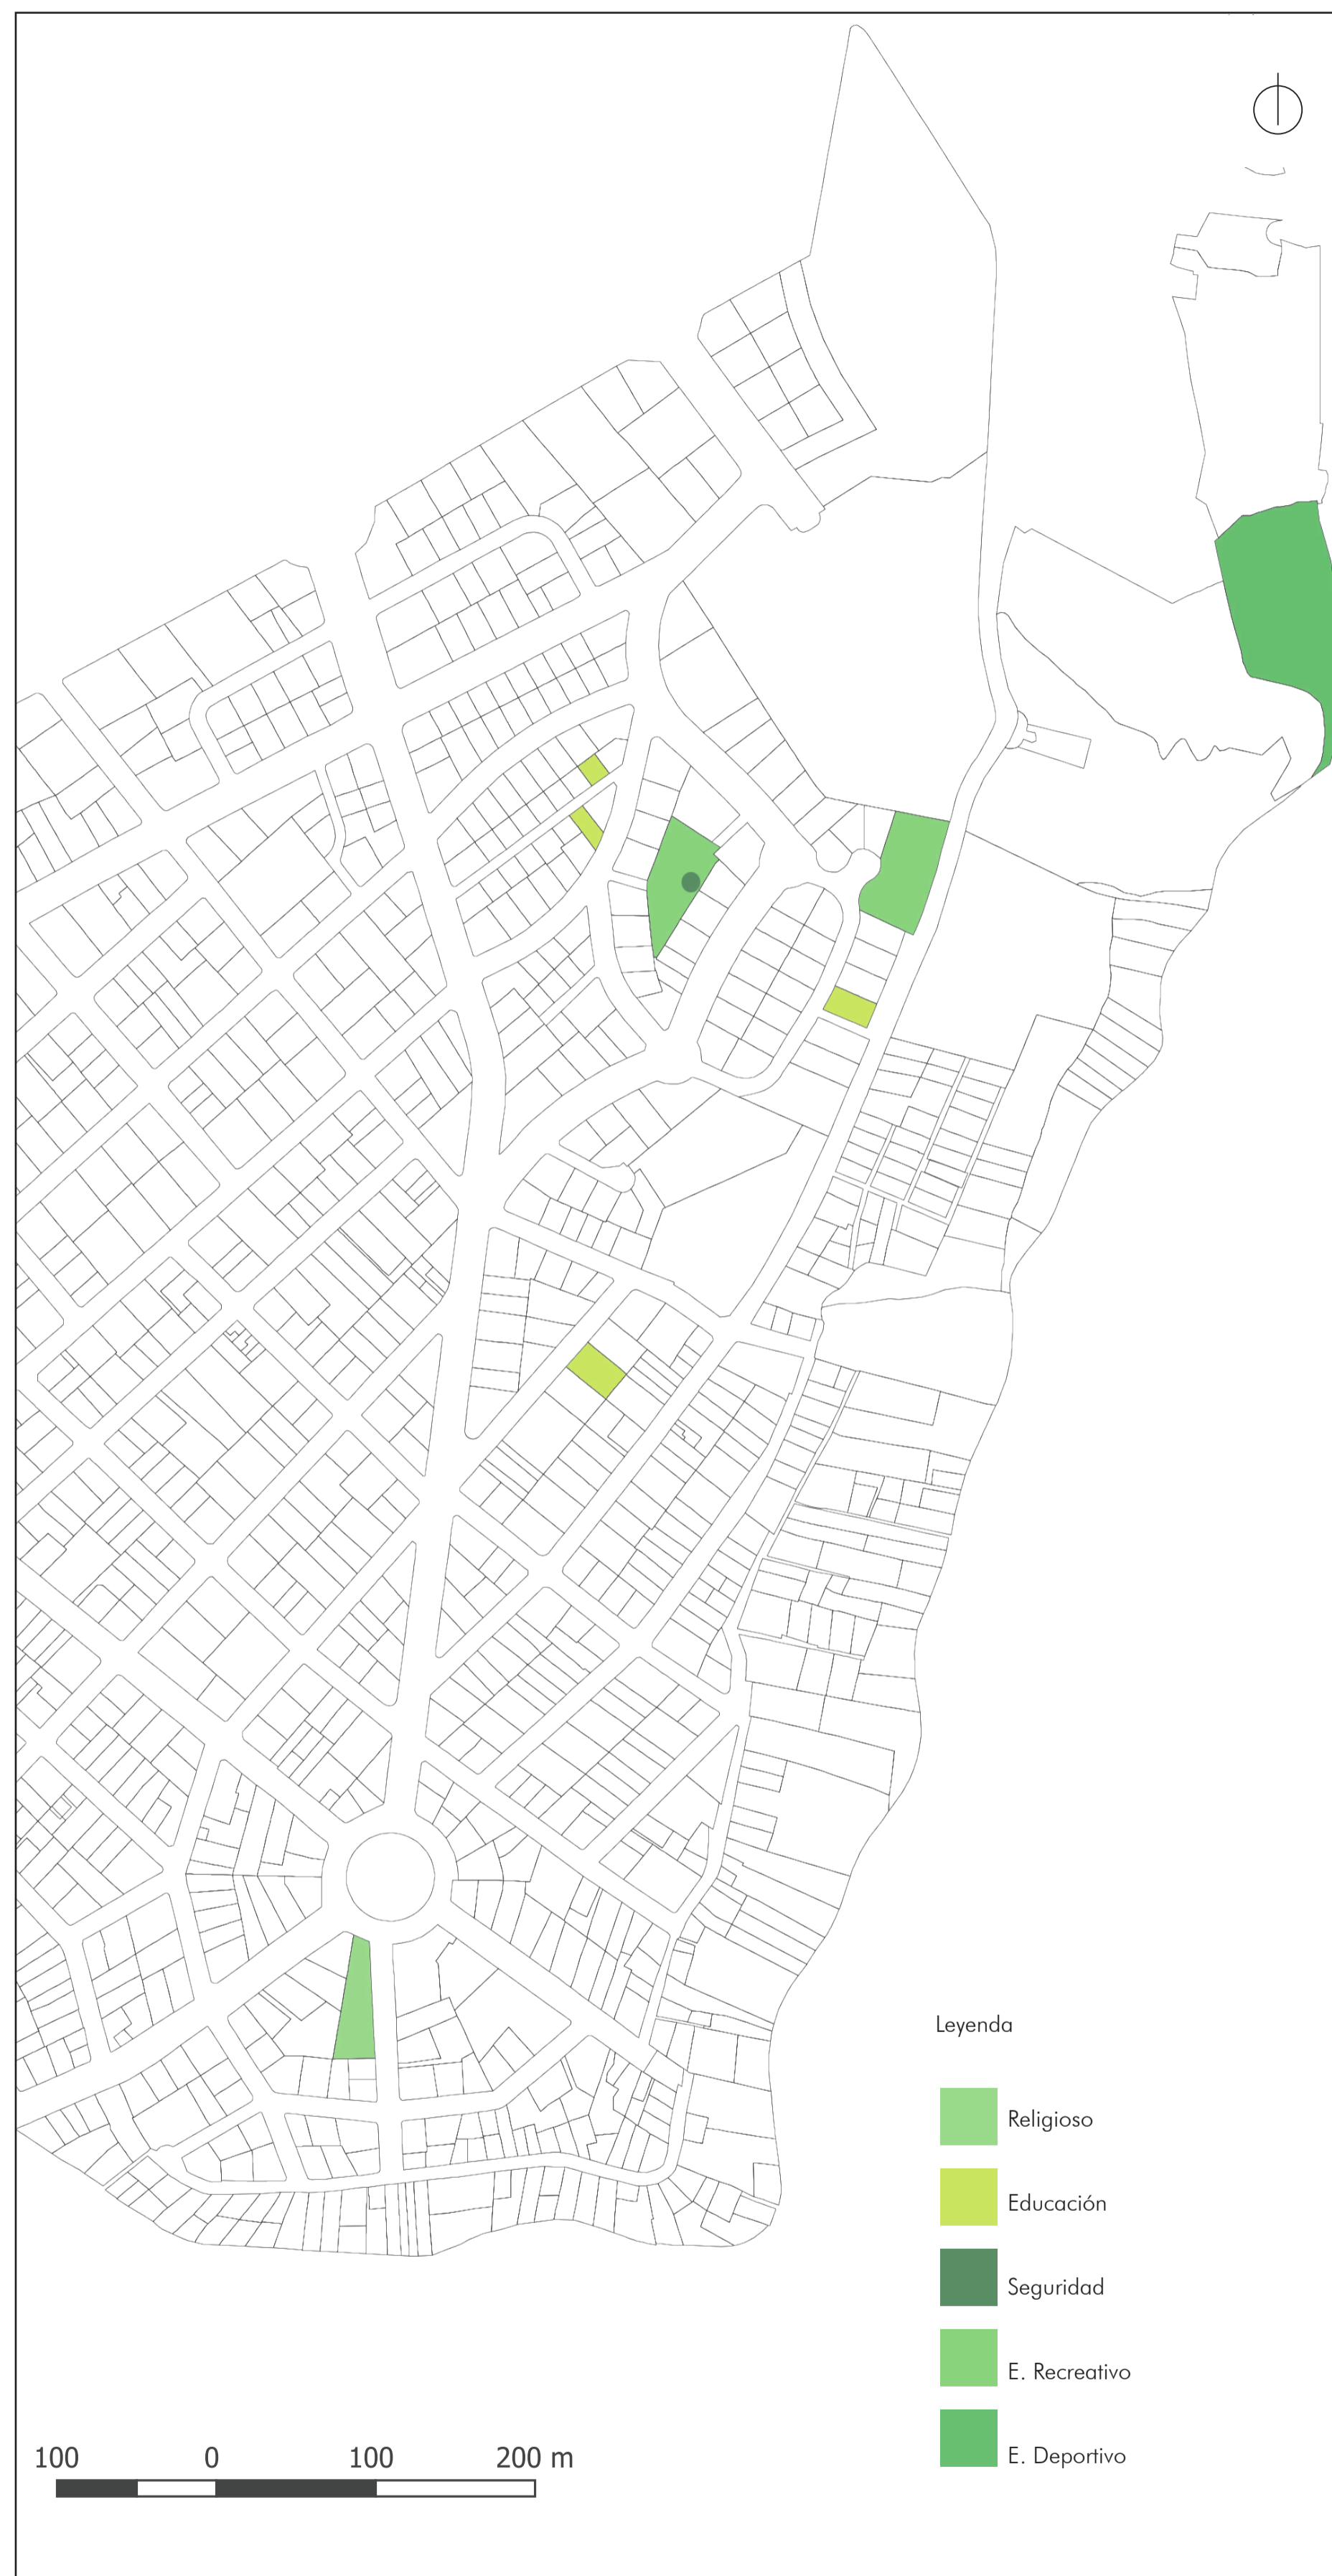 Leyenda
Religioso
Educación
Seguridad
E. Recreativo
E. Deportivo
100 0 100 200 m